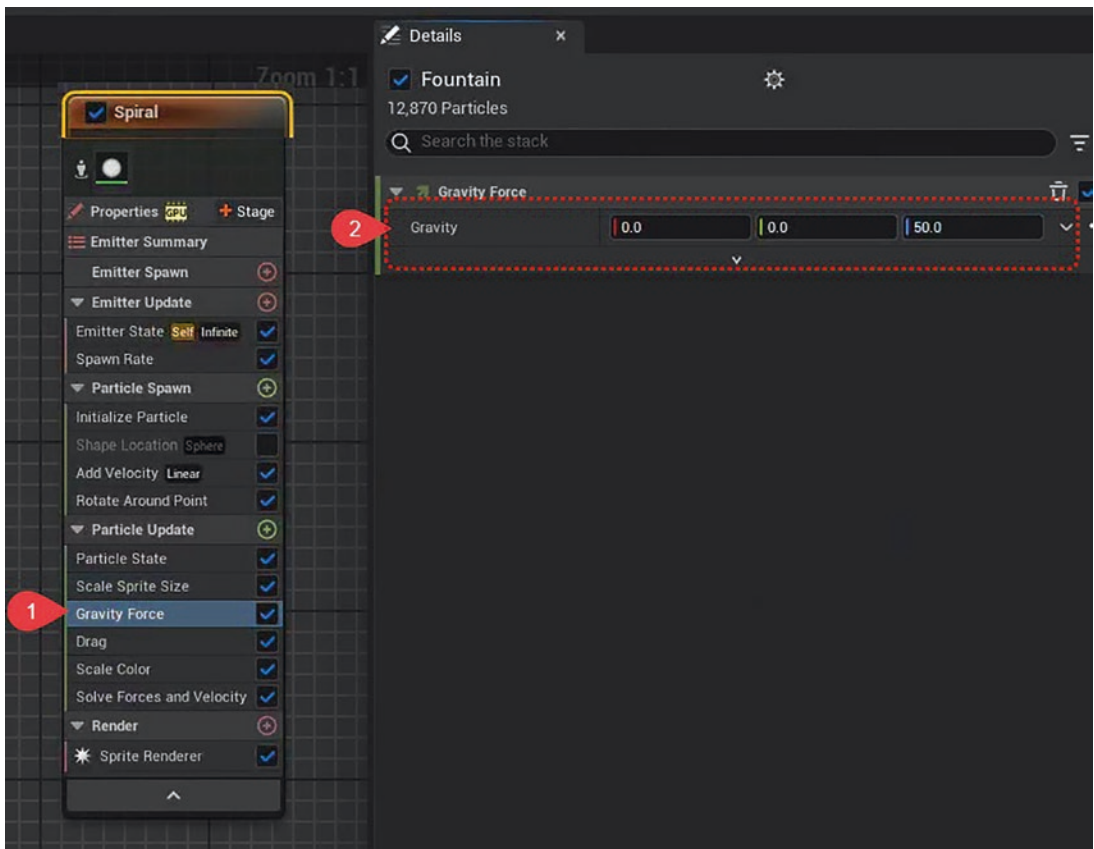 Zoom 1:1
Spiral
Properties GPU + Stage
Emitter Summary
Emitter Spawn
Emitter Update
Emitter State Self Infinite
Spawn Rate
Particle Spawn
Initialize Particle
Shape Location Sphere
Add Velocity Linear
Rotate Around Point
Particle Update
Particle State
Scale Sprite Size
1 Gravity Force
Drag
Scale Color
Solve Forces and Velocity
Render
Sprite Renderer
Details ×
Fountain
12,870 Particles
Search the stack
Gravity Force
2 Gravity 0.0 0.0 50.0